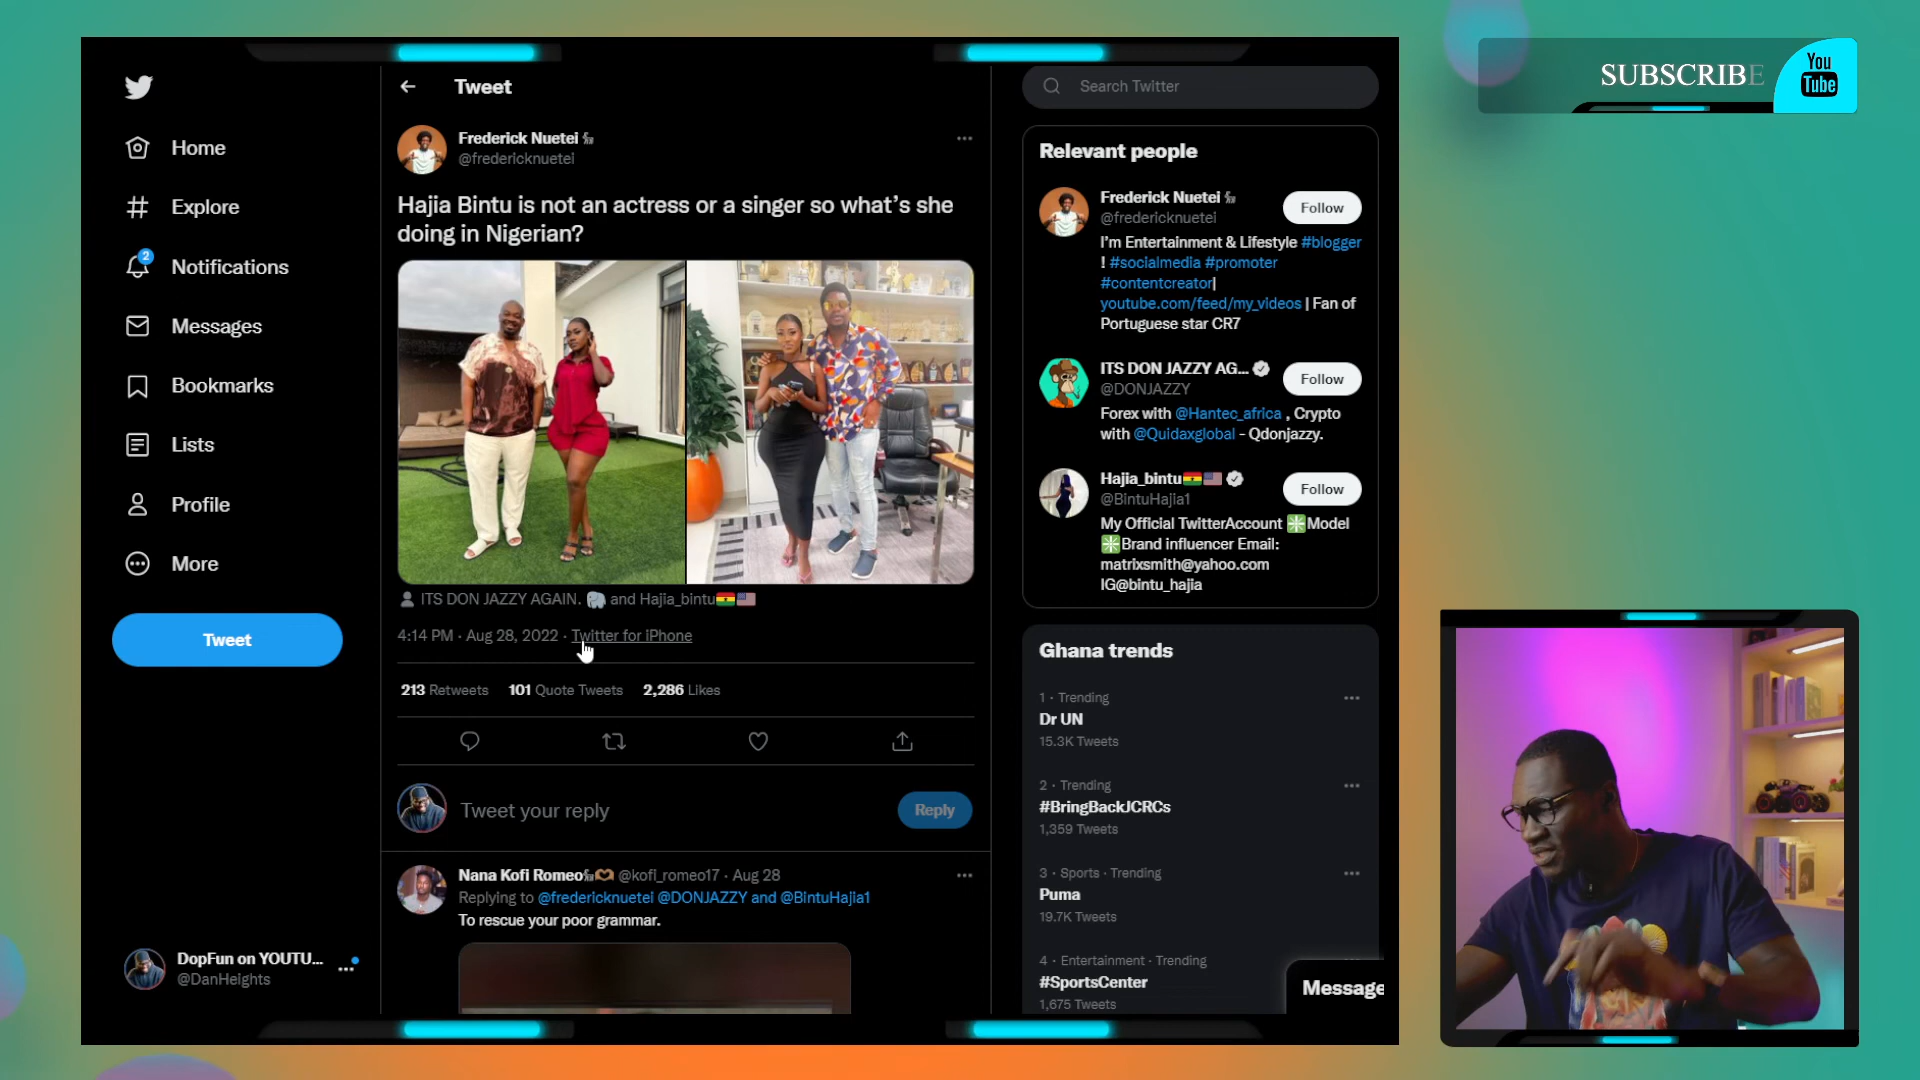 Home
Explore
2
Notifications
Messages
Bookmarks
Lists
Profile
More
Tweet
DopFun on YOUTU...
@DanHeights
Tweet
Frederick Nuetei
@fredericknuetei
Hajia Bintu is not an actress or a singer so what's she
doing in Nigerian?
ITS DON JAZZY AGAIN. and Hajia_bintu
4:14 PM · Aug 28, 2022 · Twitter for iPhone
213 Retweets 101 Quote Tweets 2,286 Likes
Tweet your reply
Reply
Nana Kofi Romeo @kofi_romeo17 · Aug 28
Replying to @fredericknuetei @DONJAZZY and @BintuHajia1
To rescue your poor grammar.
Search Twitter
Relevant people
Frederick Nuetei
@fredericknuetei
Follow
I'm Entertainment & Lifestyle #blogger
! #socialmedia #promoter
#contentcreator|
youtube.com/feed/my_videos | Fan of
Portuguese star CR7
ITS DON JAZZY AG...
@DONJAZZY
Follow
Forex with @Hantec_africa , Crypto
with @Quidaxglobal - Qdonjazzy.
Hajia_bintu
@BintuHajia1
Follow
My Official TwitterAccount Model
Brand influencer Email:
matrixsmith@yahoo.com
IG@bintu_hajia
Ghana trends
1 · Trending
Dr UN
15.3K Tweets
2 · Trending
#BringBackJCRCs
1,359 Tweets
3 · Sports · Trending
Puma
19.7K Tweets
4 · Entertainment · Trending
#SportsCenter
1,675 Tweets
Message
SUBSCRIBE
You
Tube